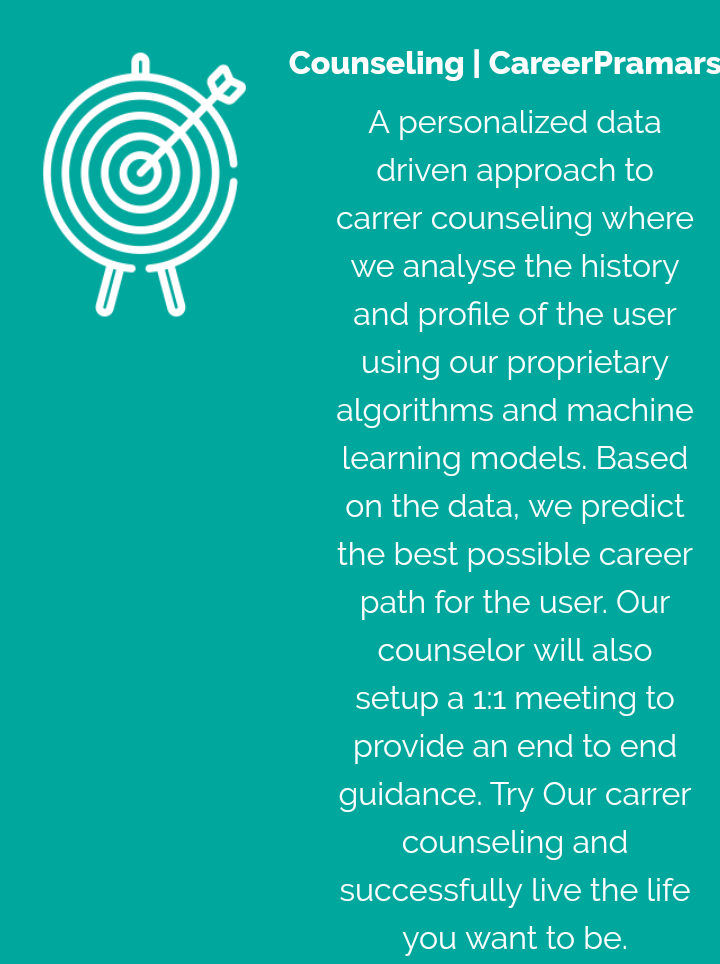 Counseling | CareerPramars
A personalized data
driven approach to
carrer counseling where
we analyse the history
and profile of the user
using our proprietary
algorithms and machine
learning models. Based
on the data, we predict
the best possible career
path for the user. Our
counselor will also
setup a 1:1 meeting to
provide an end to end
guidance. Try Our carrer
counseling and
successfully live the life
you want to be.